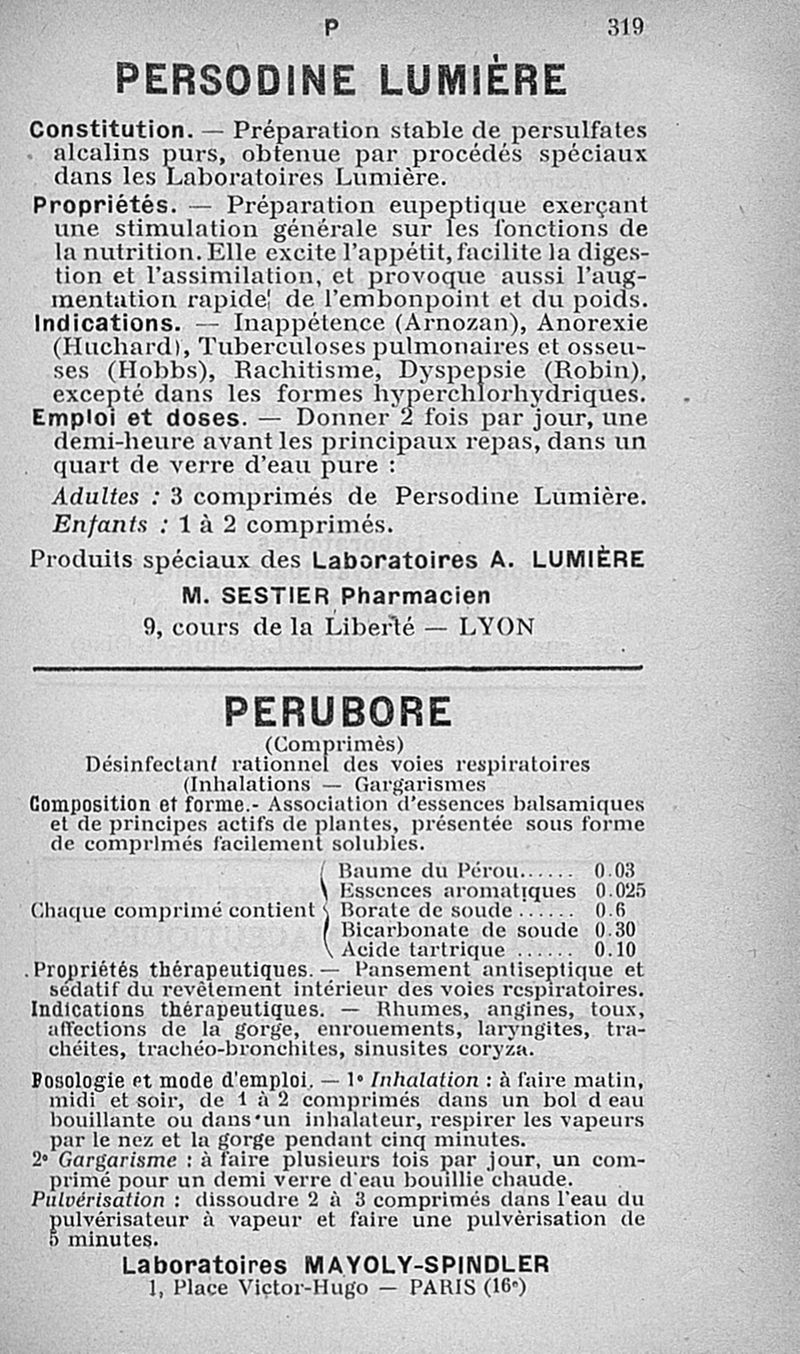 P 319
PERSODINE LUMIÈRE
Constitution. — Préparation stable de persulfates
alcalins purs, obtenue par procédés spéciaux
dans les Laboratoires Lumière.
Propriétés. — Préparation eupeptique exerçant
une stimulation générale sur les fonctions de
la nutrition. Elle excite l'appétit, facilite la diges-
tion et l'assimilation, et provoque aussi l'aug-
mentation rapide de l'embonpoint et du poids.
Indications. — Inappétence (Arnozan), Anorexie
(Huchard), Tuberculoses pulmonaires et osseu-
ses (Hobbs), Rachitisme, Dyspepsie (Robin),
excepté dans les formes hyperchlorhydriques.
Emploi et doses. — Donner 2 fois par jour, une
demi-heure avant les principaux repas, dans un
quart de verre d'eau pure :
Adultes : 3 comprimés de Persodine Lumière.
Enfants : 1 à 2 comprimés.
Produits spéciaux des Laboratoires A. LUMIÈRE
M. SESTIER Pharmacien
9, cours de la Liberté — LYON
PERUBORE
(Comprimès)
Désinfectant rationnel des voies respiratoires
(Inhalations — Gargarismes
Composition et forme.- Association d'essences balsamiques
et de principes actifs de plantes, présentée sous forme
de comprimés facilement solubles.
Baume du Pérou...... 0.03
Essences aromatiques 0.025
Chaque comprimé contient Borate de soude ...... 0.6
Bicarbonate de soude 0.30
Acide tartrique ...... 0.10
Propriétés thérapeutiques. — Pansement antiseptique et
sédatif du revêtement intérieur des voies respiratoires.
Indications thérapeutiques. — Rhumes, angines, toux,
affections de la gorge, enrouements, laryngites, tra-
chéites, trachéo-bronchites, sinusites coryza.
Posologie et mode d'emploi. — 1° Inhalation : à faire matin,
midi et soir, de 1 à 2 comprimés dans un bol d eau
bouillante ou dans un inhalateur, respirer les vapeurs
par le nez et la gorge pendant cinq minutes.
2° Gargarisme : à faire plusieurs fois par jour, un com-
primé pour un demi verre d'eau bouillie chaude.
Pulvérisation : dissoudre 2 à 3 comprimés dans l'eau du
pulvérisateur à vapeur et faire une pulvèrisation de
5 minutes.
Laboratoires MAYOLY-SPINDLER
1, Place Victor-Hugo — PARIS (16e)